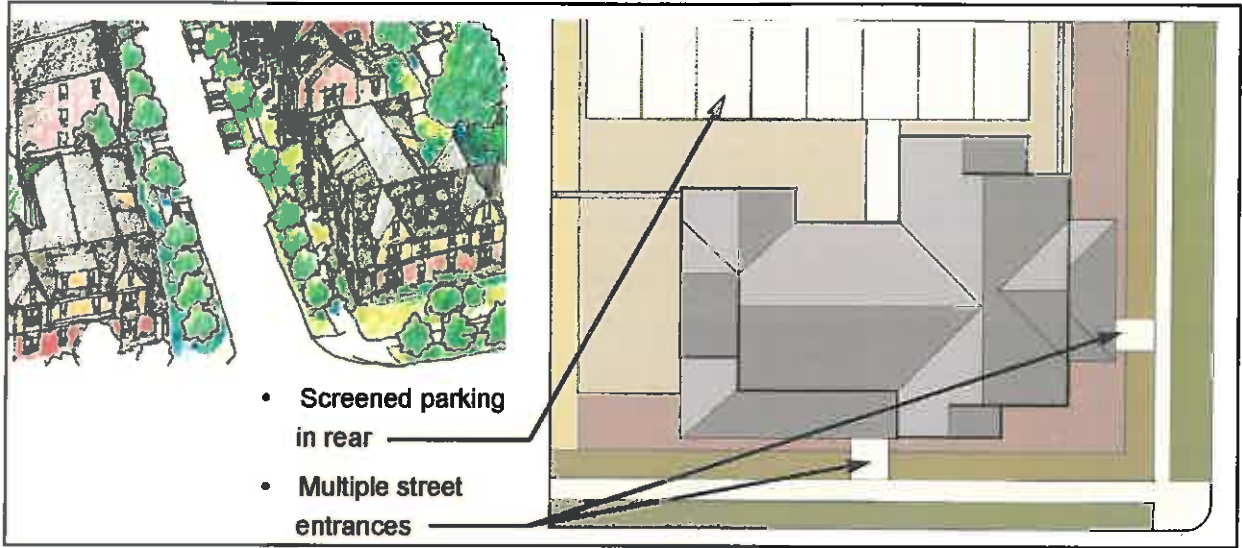 • Screened parking
in rear
• Multiple street
entrances